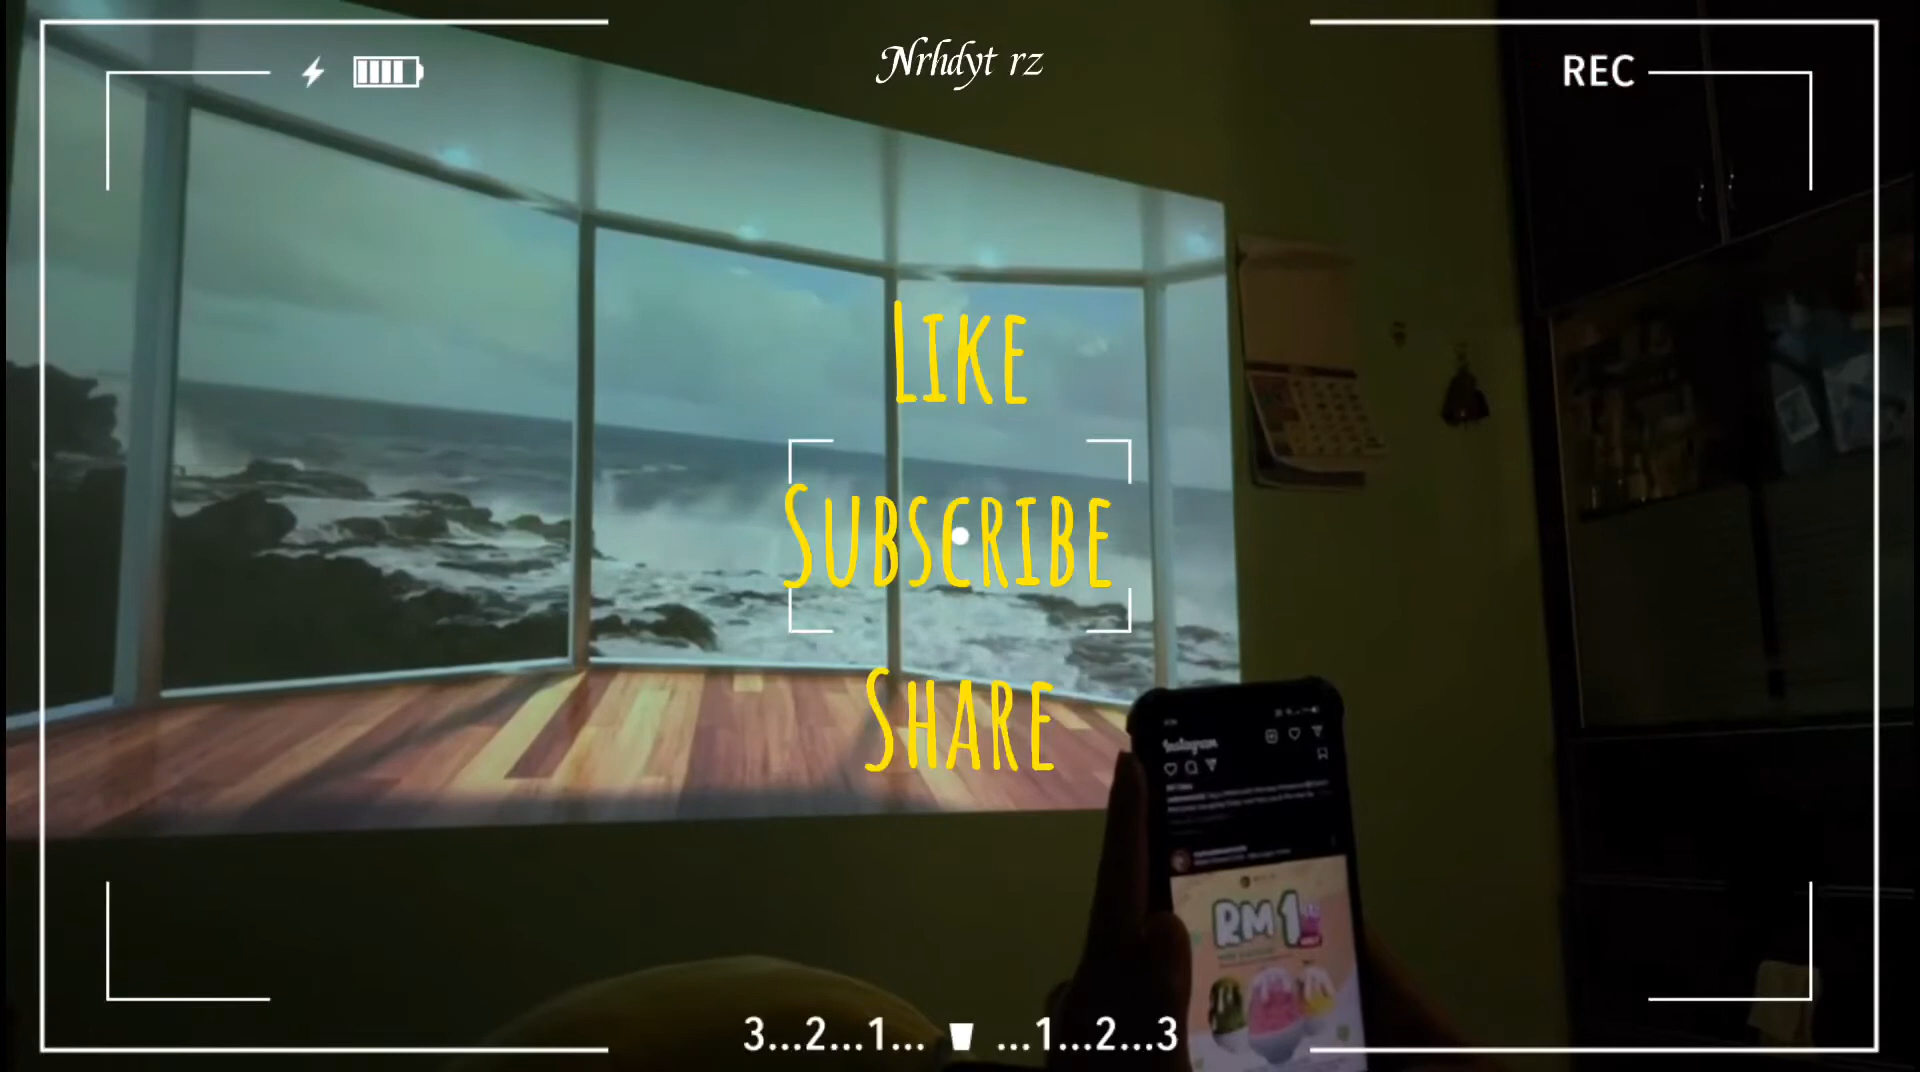 Nrhdyt rz
REC
LIKE
SUBSCRIBE
SHARE
Instagram
RM 1
3...2...1... ...1...2...3